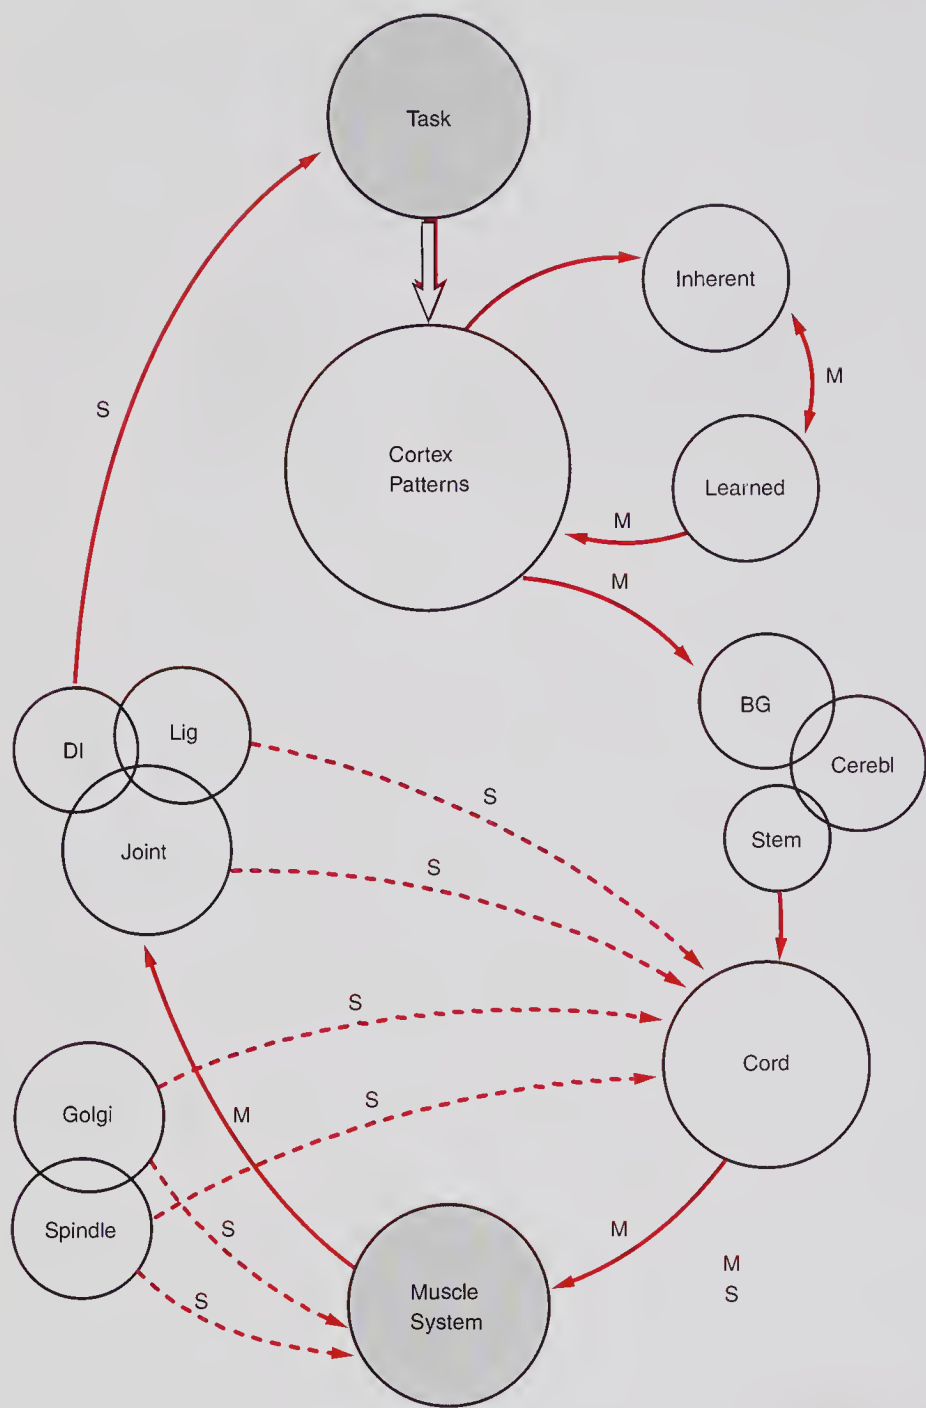 Task
Inherent
S
M
Cortex
Patterns
Learned
M
M
BG
Lig
DI
Cerebl
S
Stem
Joint
S
S
Cord
S
Golgi
M
Spindle
S
M
M
S
S
Muscle
System